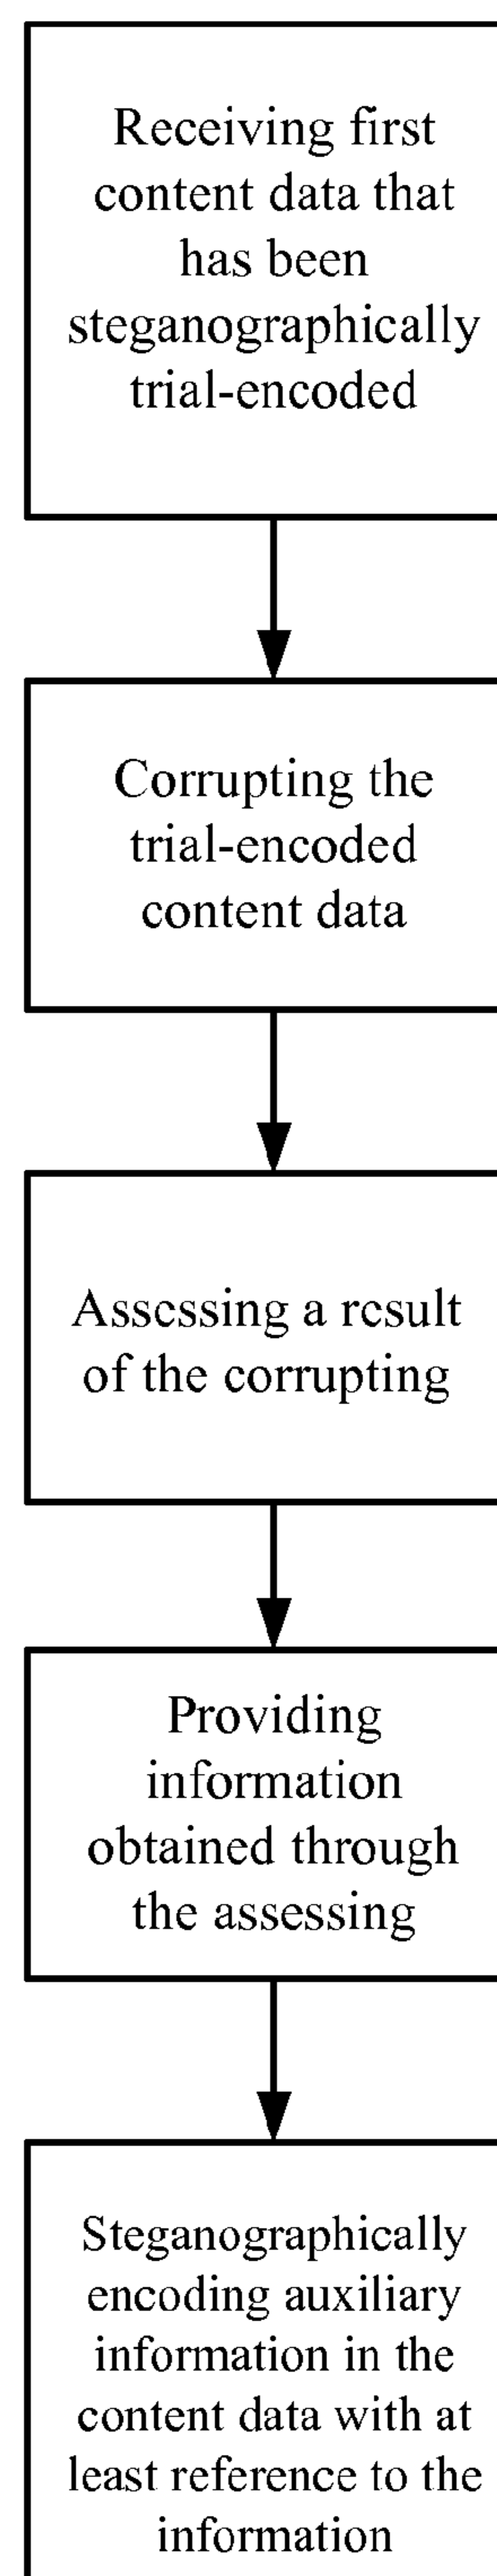 Receiving first
content data that
has been
steganographically
trial-encoded
Corrupting the
trial-encoded
content data
Assessing a result
of the corrupting
Providing
information
obtained through
the assessing
Steganographically
encoding auxiliary
information in the
content data with at
least reference to the
information